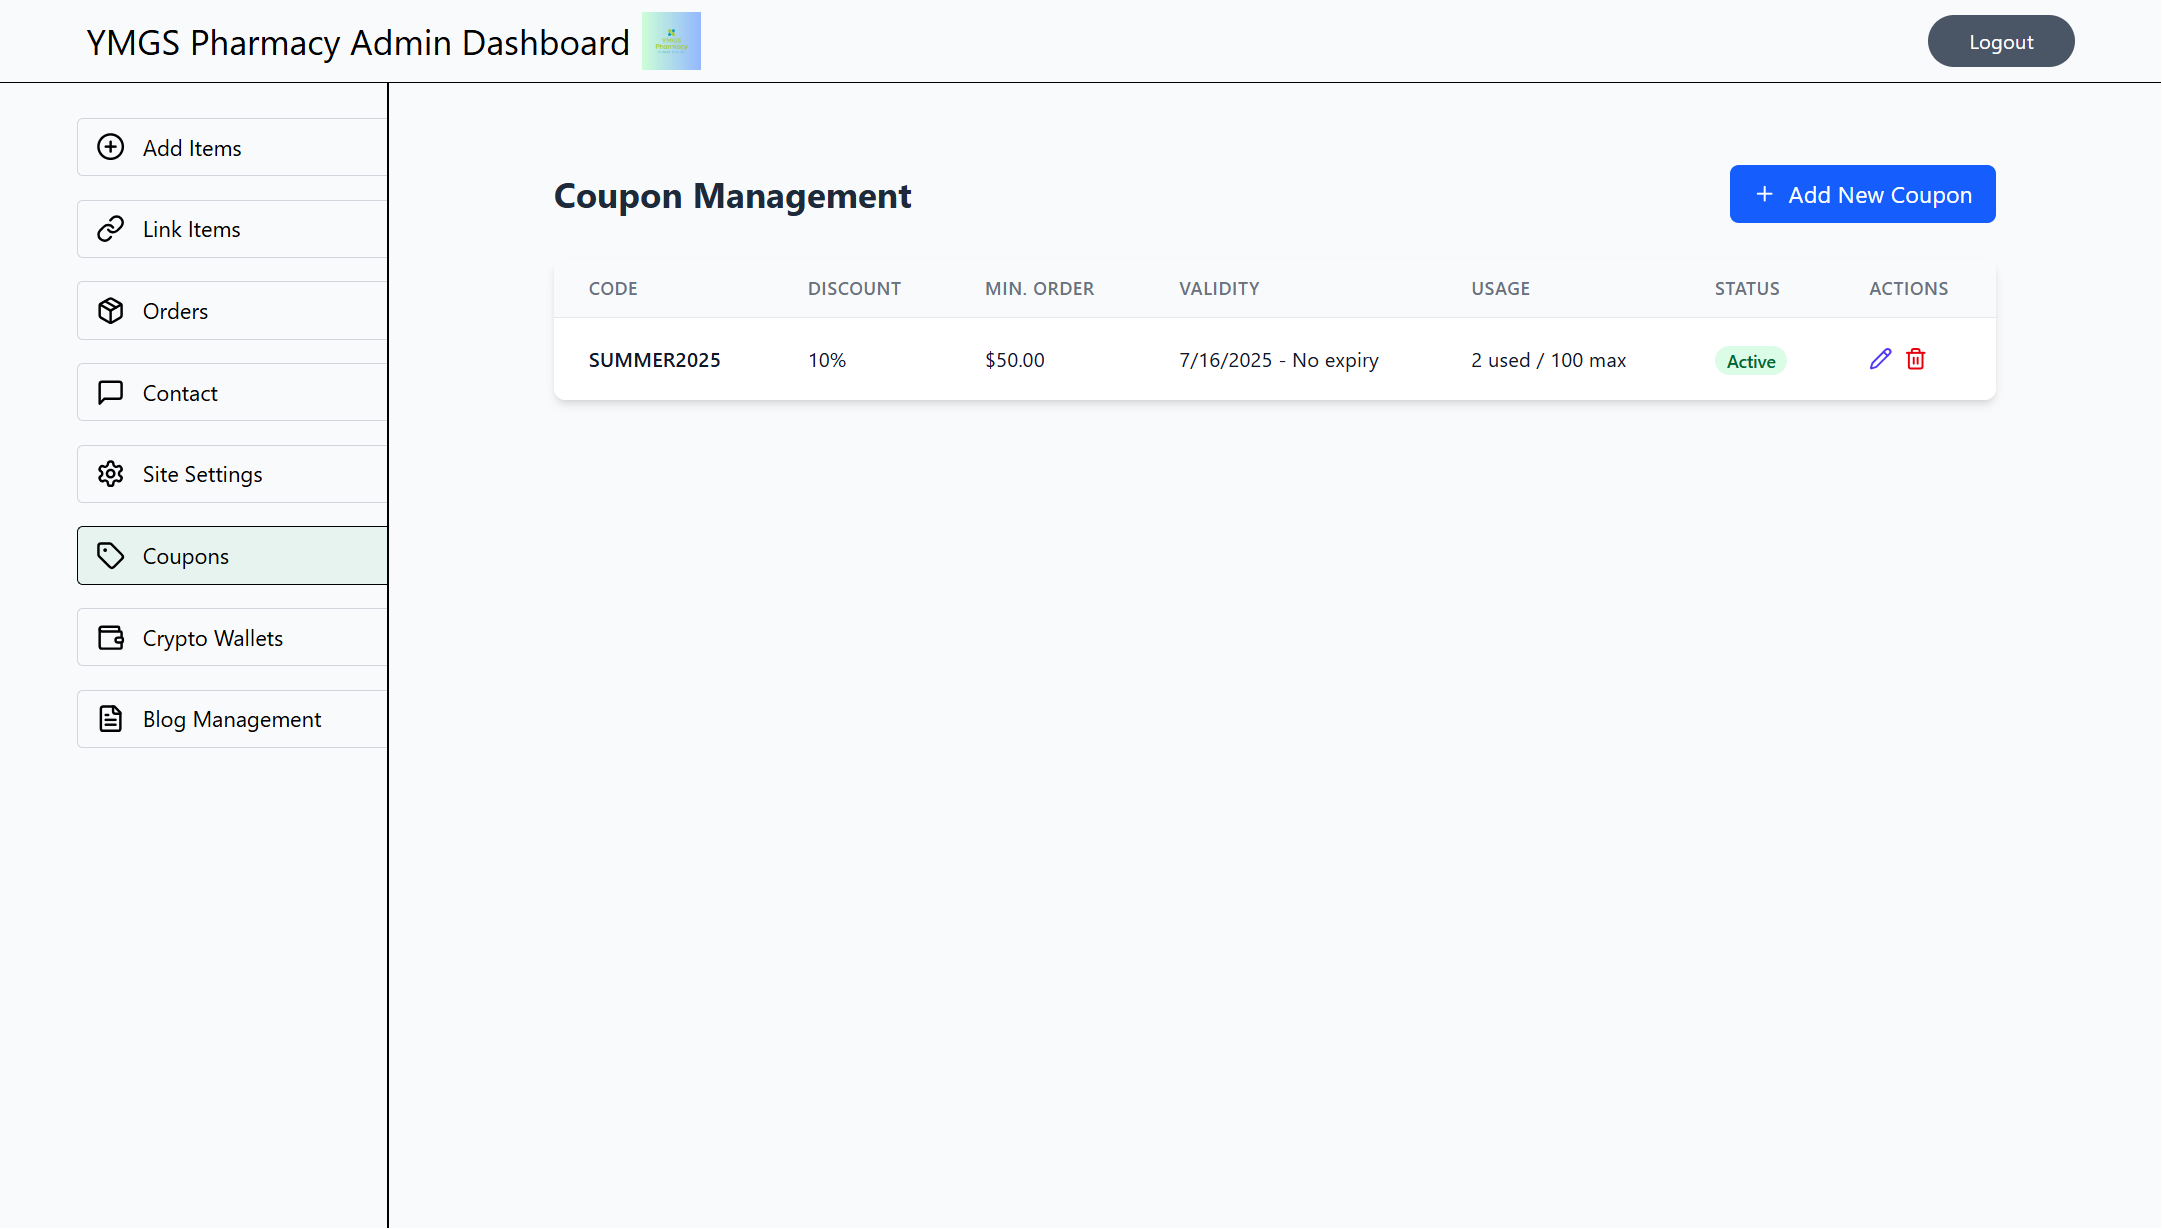 YMGS Pharmacy Admin Dashboard
YMGS
Pharmacy
Logout
Add Items
Link Items
Orders
Contact
Site Settings
Coupons
Crypto Wallets
Blog Management
Coupon Management
Add New Coupon
CODE DISCOUNT MIN. ORDER VALIDITY USAGE STATUS ACTIONS
SUMMER2025 10% $50.00 7/16/2025 - No expiry 2 used / 100 max Active